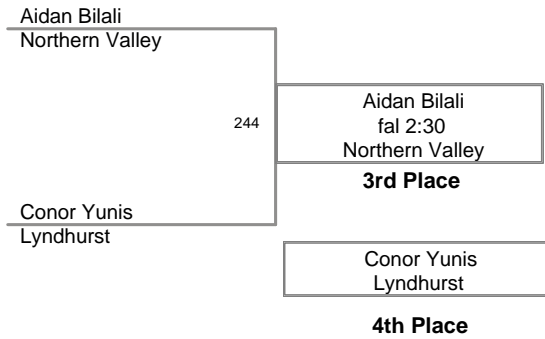 Aidan Bilali
Northern Valley
244
Aidan Bilali
fal 2:30
Northern Valley
3rd Place
Conor Yunis
Lyndhurst
Conor Yunis
Lyndhurst
4th Place